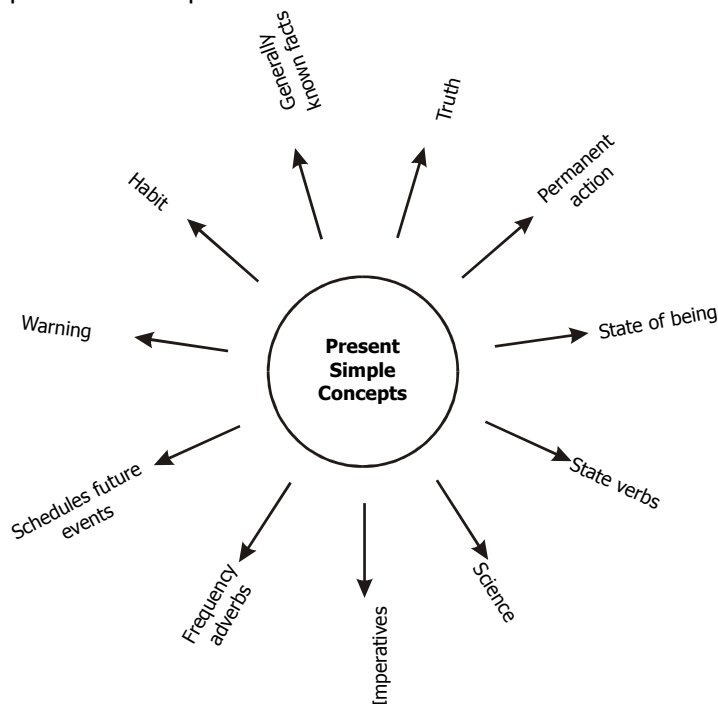 Generally
known facts
Truth
Permanent
action
State of being
State verbs
Science
Imperatives
Frequency
adverbs
Schedules future
events
Warning
Habit
Present
Simple
Concepts